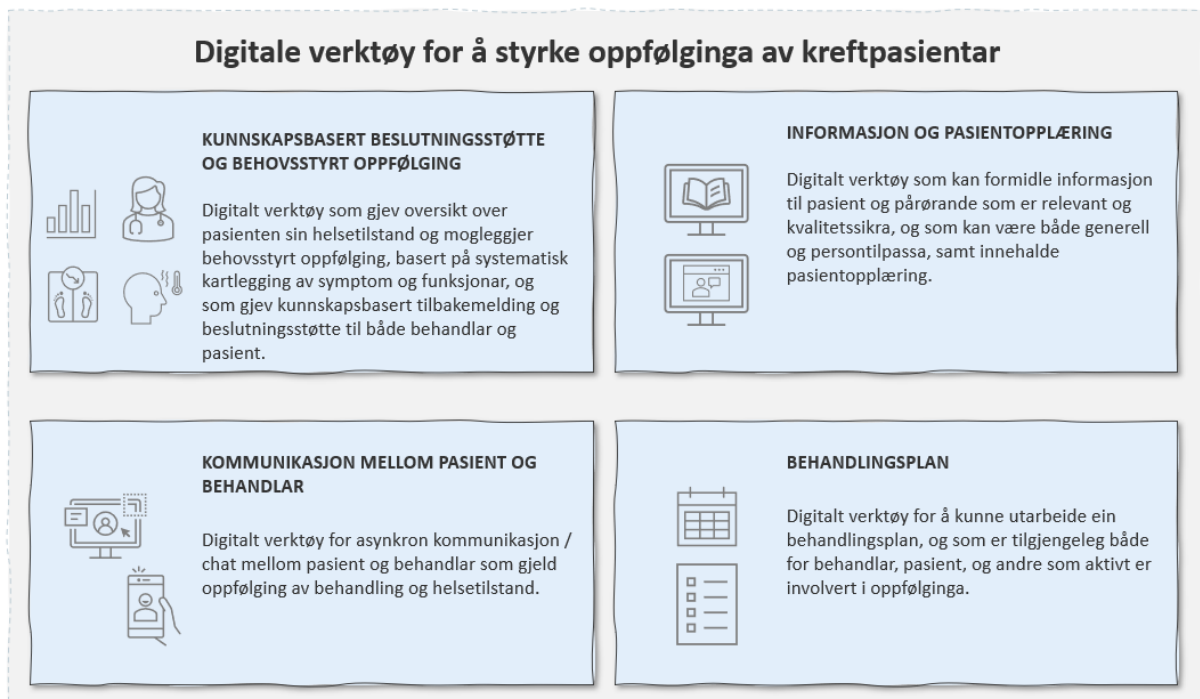 Digitale verktøy for å styrke oppfølginga av kreftpasientar
KUNNSKAPSBASERT BESLUTNINGSSTØTTE
OG BEHOVSSTYRT OPPFØLGING
Digitalt verktøy som gjev oversikt over
pasienten sin helsetilstand og mogleggjer
behovsstyrt oppfølging, basert på systematisk
kartlegging av symptom og funksjonar, og
som gjev kunnskapsbasert tilbakemelding og
beslutningsstøtte til både behandlar og
pasient.
INFORMASJON OG PASIENTOPPLÆRING
Digitalt verktøy som kan formidle informasjon
til pasient og pårørande som er relevant og
kvalitetssikra, og som kan være både generell
og persontilpassa, samt innehalde
pasientopplæring.
KOMMUNIKASJON MELLOM PASIENT OG
BEHANDLAR
Digitalt verktøy for asynkron kommunikasjon /
chat mellom pasient og behandlar som gjeld
oppfølging av behandling og helsetilstand.
BEHANDLINGSPLAN
Digitalt verktøy for å kunne utarbeide ein
behandlingsplan, og som er tilgjengeleg både
for behandlar, pasient, og andre som aktivt er
involvert i oppfølginga.